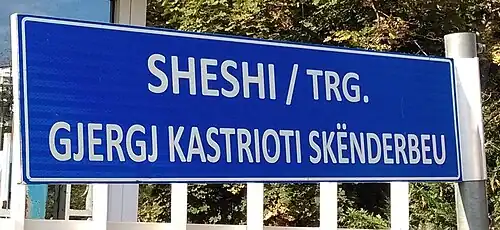 SHESHI / TRG.
GJERGJ KASTRIOTI SKËNDERBEU